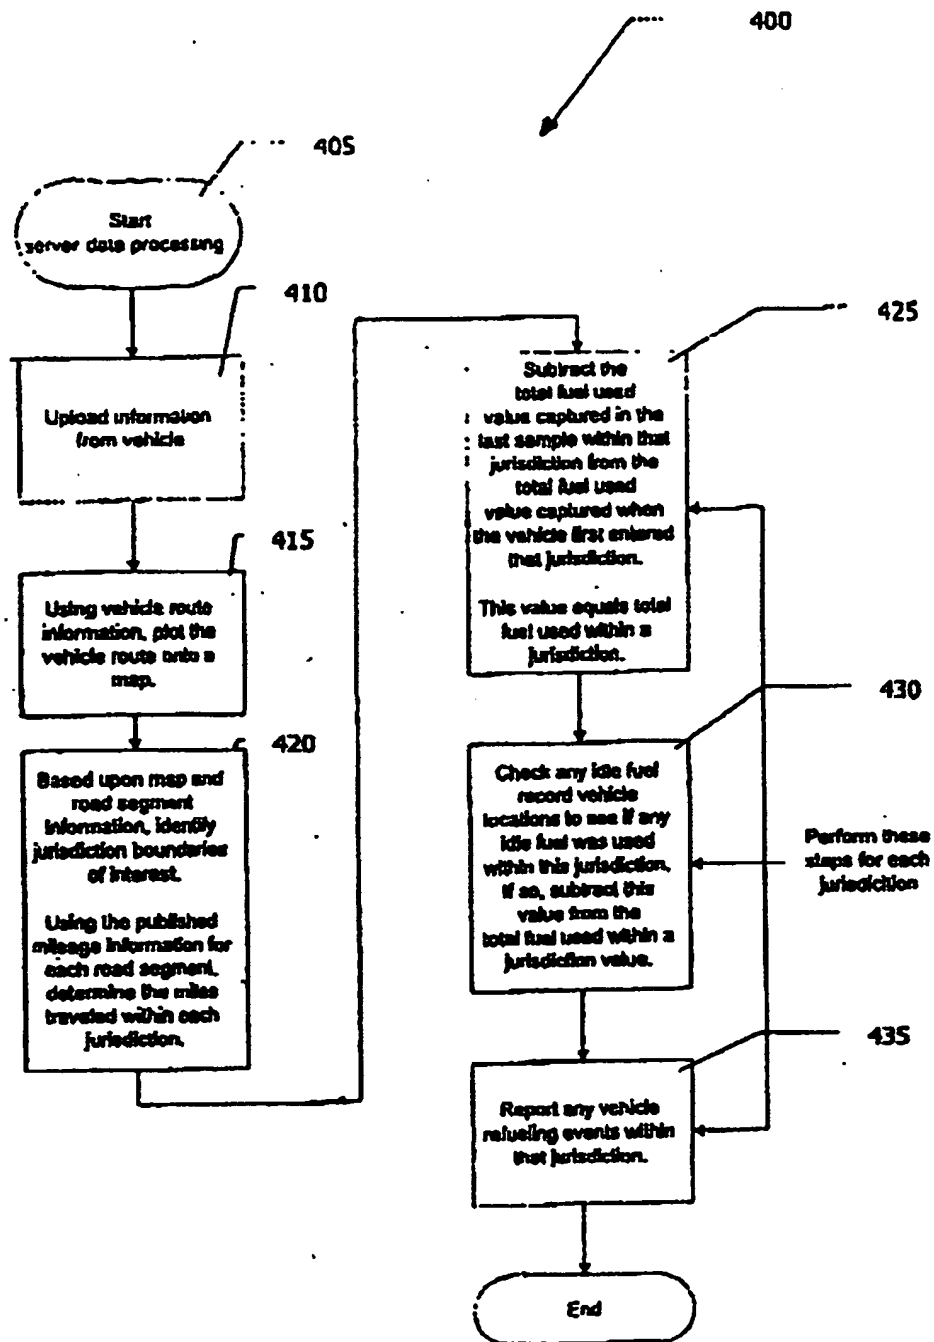 400
405
Start
server data processing
410
Upload information
from vehicle
415
Using vehicle route
information, plot the
vehicle route onto a
map.
420
Based upon map and
road segment
information, identify
jurisdiction boundaries
of interest.
Using the published
mileage information for
each road segment,
determine the miles
traveled within each
jurisdiction.
425
Subtract the
total fuel used
value captured in the
last sample within that
jurisdiction from the
total fuel used
value captured when
the vehicle first entered
that jurisdiction.
This value equals total
fuel used within a
jurisdiction.
430
Check any idle fuel
record vehicle
locations to see if any
idle fuel was used
within this jurisdiction.
If so, subtract this
value from the
total fuel used within a
jurisdiction value.
Perform these
steps for each
jurisdicition
435
Report any vehicle
refueling events within
that jurisdiction.
End